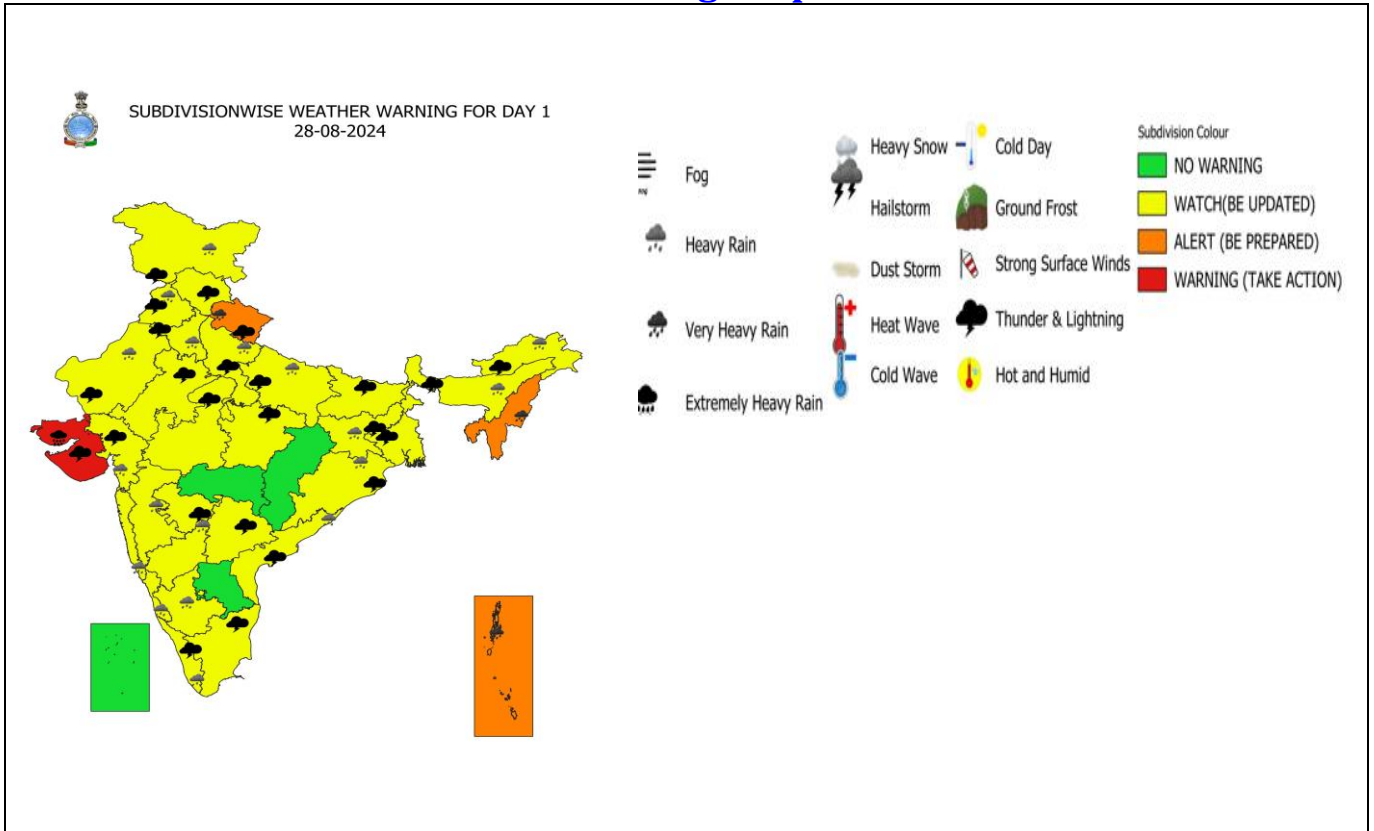 SUBDIVISIONWISE WEATHER WARNING FOR DAY 1
28-08-2024
Fog
Heavy Rain
Very Heavy Rain
Extremely Heavy Rain
Heavy Snow
Hailstorm
Dust Storm
Heat Wave
Cold Wave
Cold Day
Ground Frost
Strong Surface Winds
Thunder & Lightning
Hot and Humid
Subdivision Colour
NO WARNING
WATCH(BE UPDATED)
ALERT (BE PREPARED)
WARNING (TAKE ACTION)